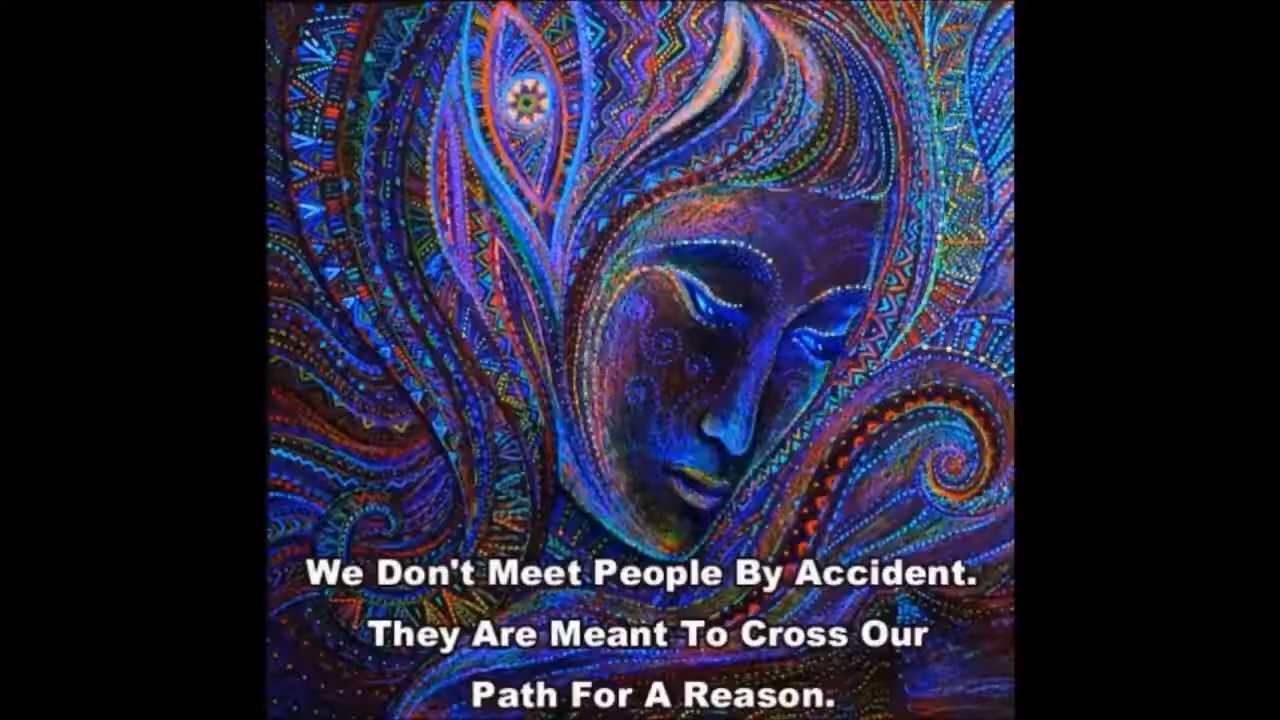 We Don't Meet People By Accident.
They Are Meant To Cross Our
Path For A Reason.